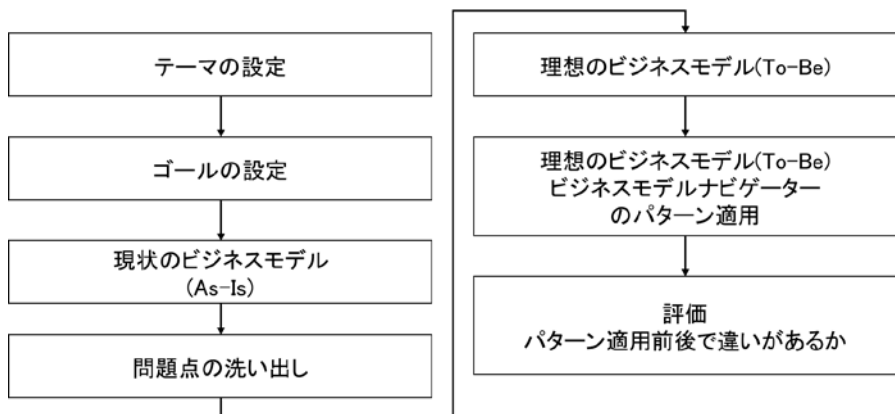 テーマの設定
ゴールの設定
現状のビジネスモデル
(As-Is)
問題点の洗い出し
理想のビジネスモデル(To-Be)
理想のビジネスモデル(To-Be)
ビジネスモデルナビゲーター
のパターン適用
評価
パターン適用前後で違いがあるか